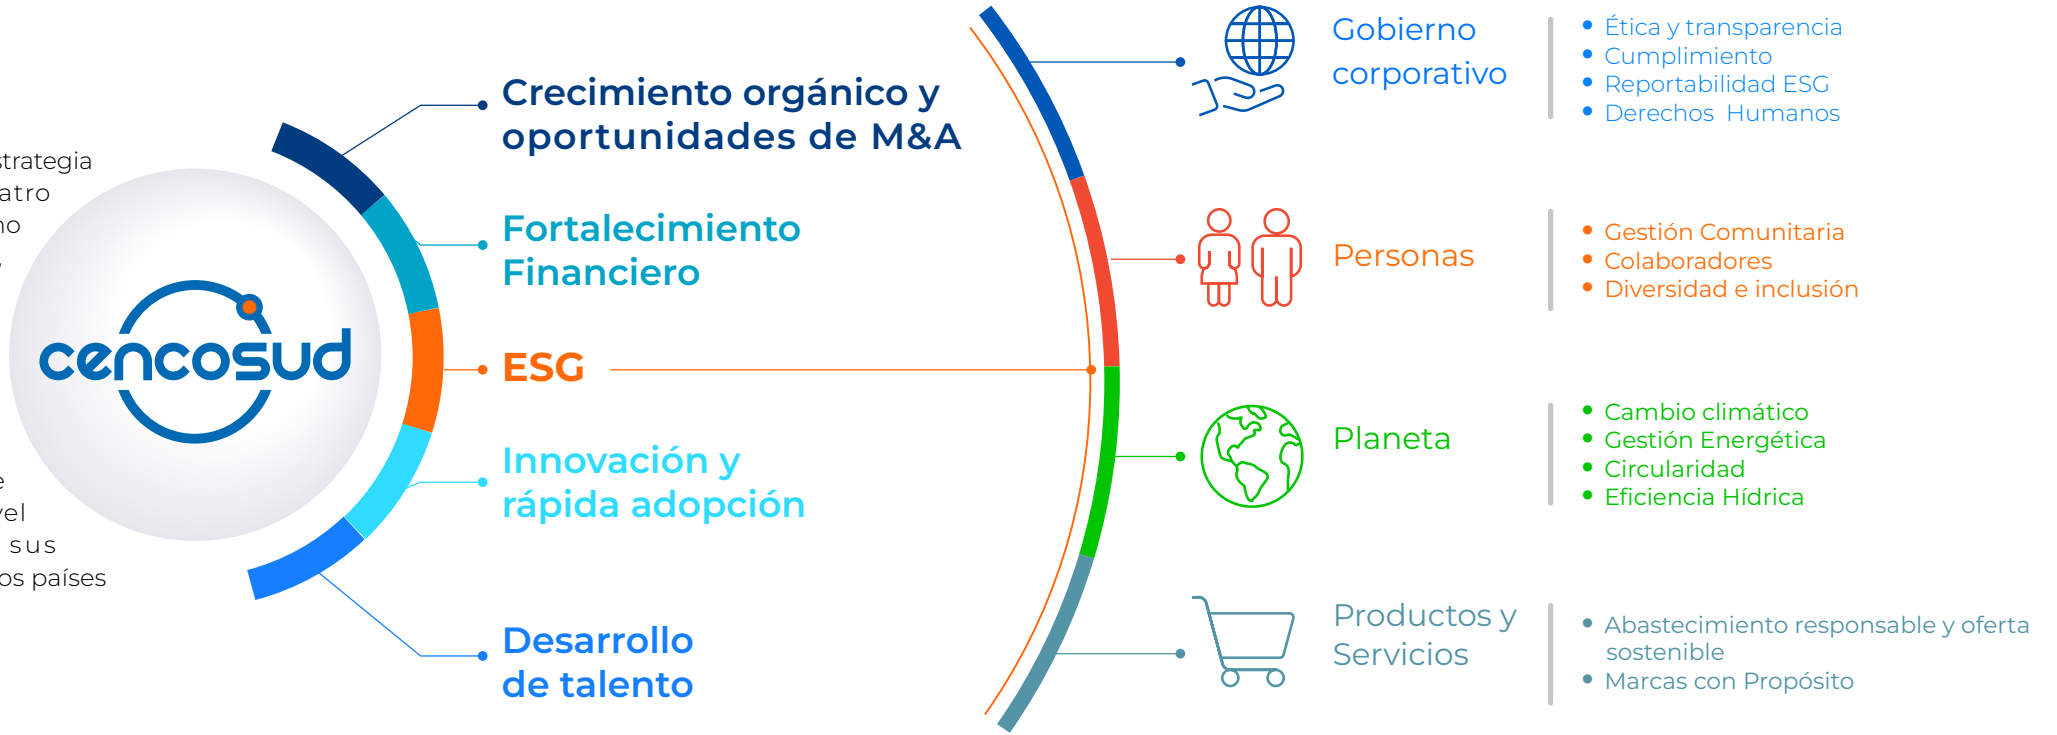 strategia
atro
no
e
vel
sus
os países
cencosud
Crecimiento orgánico y
oportunidades de M&A
Fortalecimiento
Financiero
ESG
Innovación y
rápida adopción
Desarrollo
de talento
Gobierno
corporativo
• Ética y transparencia
• Cumplimiento
• Reportabilidad ESG
• Derechos Humanos
Personas
• Gestión Comunitaria
• Colaboradores
• Diversidad e inclusión
Planeta
• Cambio climático
• Gestión Energética
• Circularidad
• Eficiencia Hídrica
Productos y
Servicios
• Abastecimiento responsable y oferta
sostenible
• Marcas con Propósito